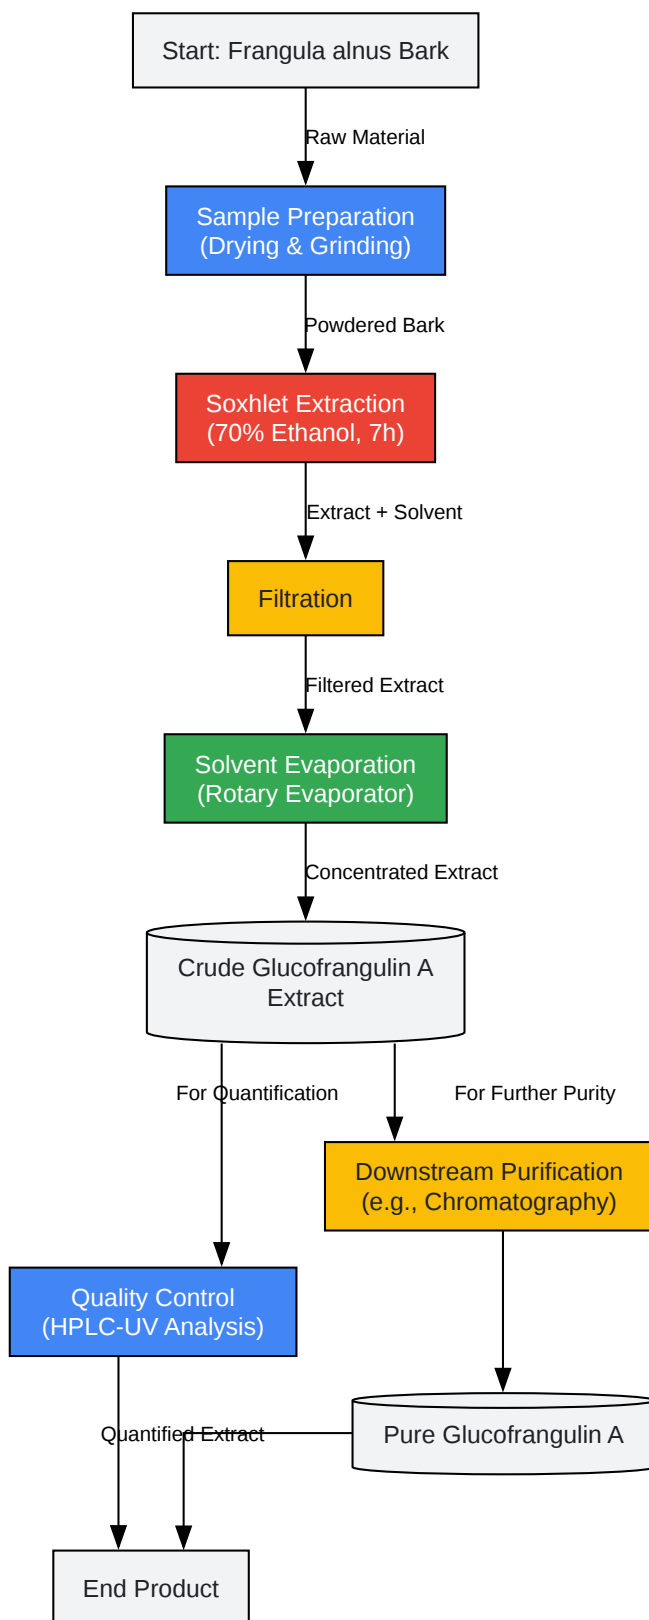 Start: Frangula alnus Bark
Raw Material
Sample Preparation
(Drying & Grinding)
Powdered Bark
Soxhlet Extraction
(70% Ethanol, 7h)
Extract + Solvent
Filtration
Filtered Extract
Solvent Evaporation
(Rotary Evaporator)
Concentrated Extract
Crude Glucofrangulin A
Extract
For Quantification
For Further Purity
Downstream Purification
(e.g., Chromatography)
Quality Control
(HPLC-UV Analysis)
Quantified Extract
Pure Glucofrangulin A
End Product